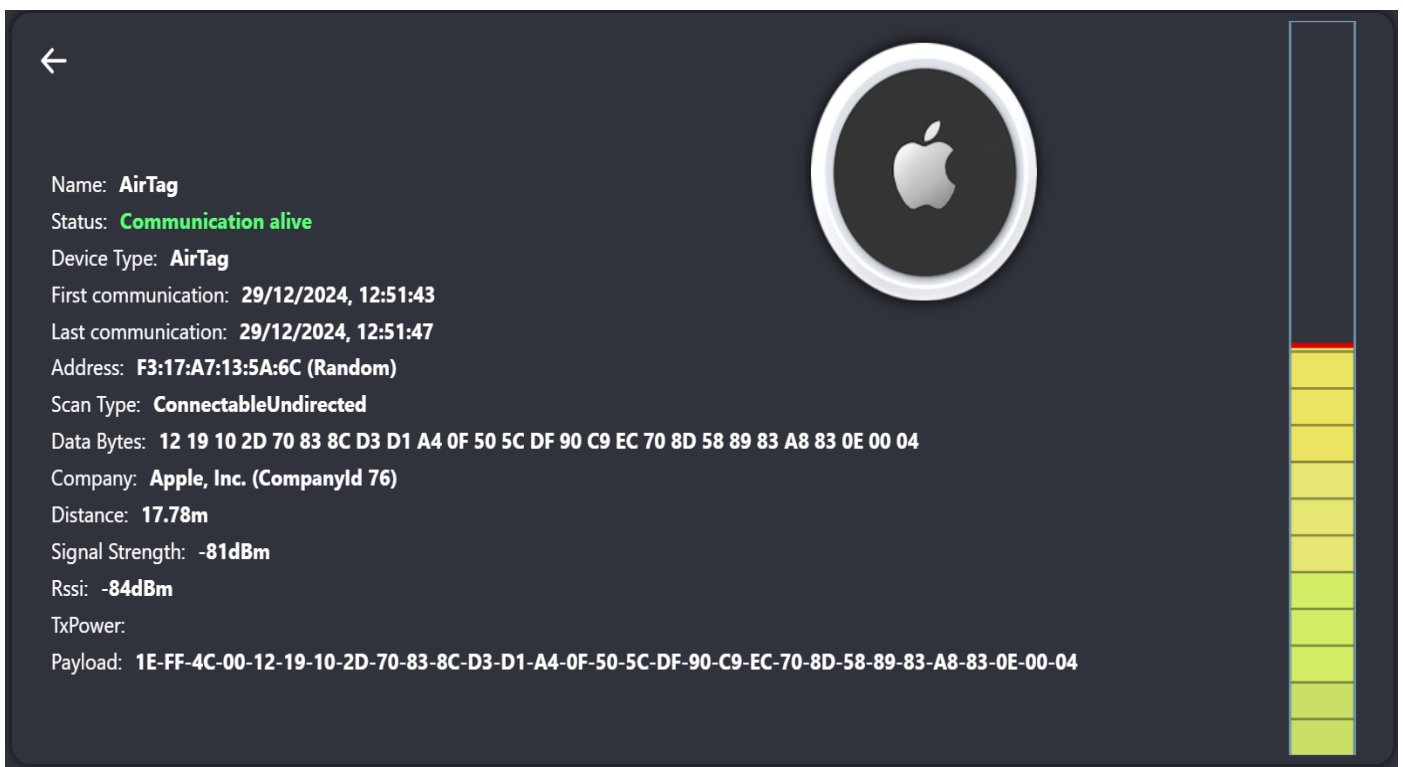 Name: AirTag
Status: Communication alive
Device Type: AirTag
First communication: 29/12/2024, 12:51:43
Last communication: 29/12/2024, 12:51:47
Address: F3:17:A7:13:5A:6C (Random)
Scan Type: ConnectableUndirected
Data Bytes: 12 19 10 2D 70 83 8C D3 D1 A4 0F 50 5C DF 90 C9 EC 70 8D 58 89 83 A8 83 0E 00 04
Company: Apple, Inc. (CompanyId 76)
Distance: 17.78m
Signal Strength: -81dBm
Rssi: -84dBm
TxPower:
Payload: 1E-FF-4C-00-12-19-10-2D-70-83-8C-D3-D1-A4-0F-50-5C-DF-90-C9-EC-70-8D-58-89-83-A8-83-0E-00-04